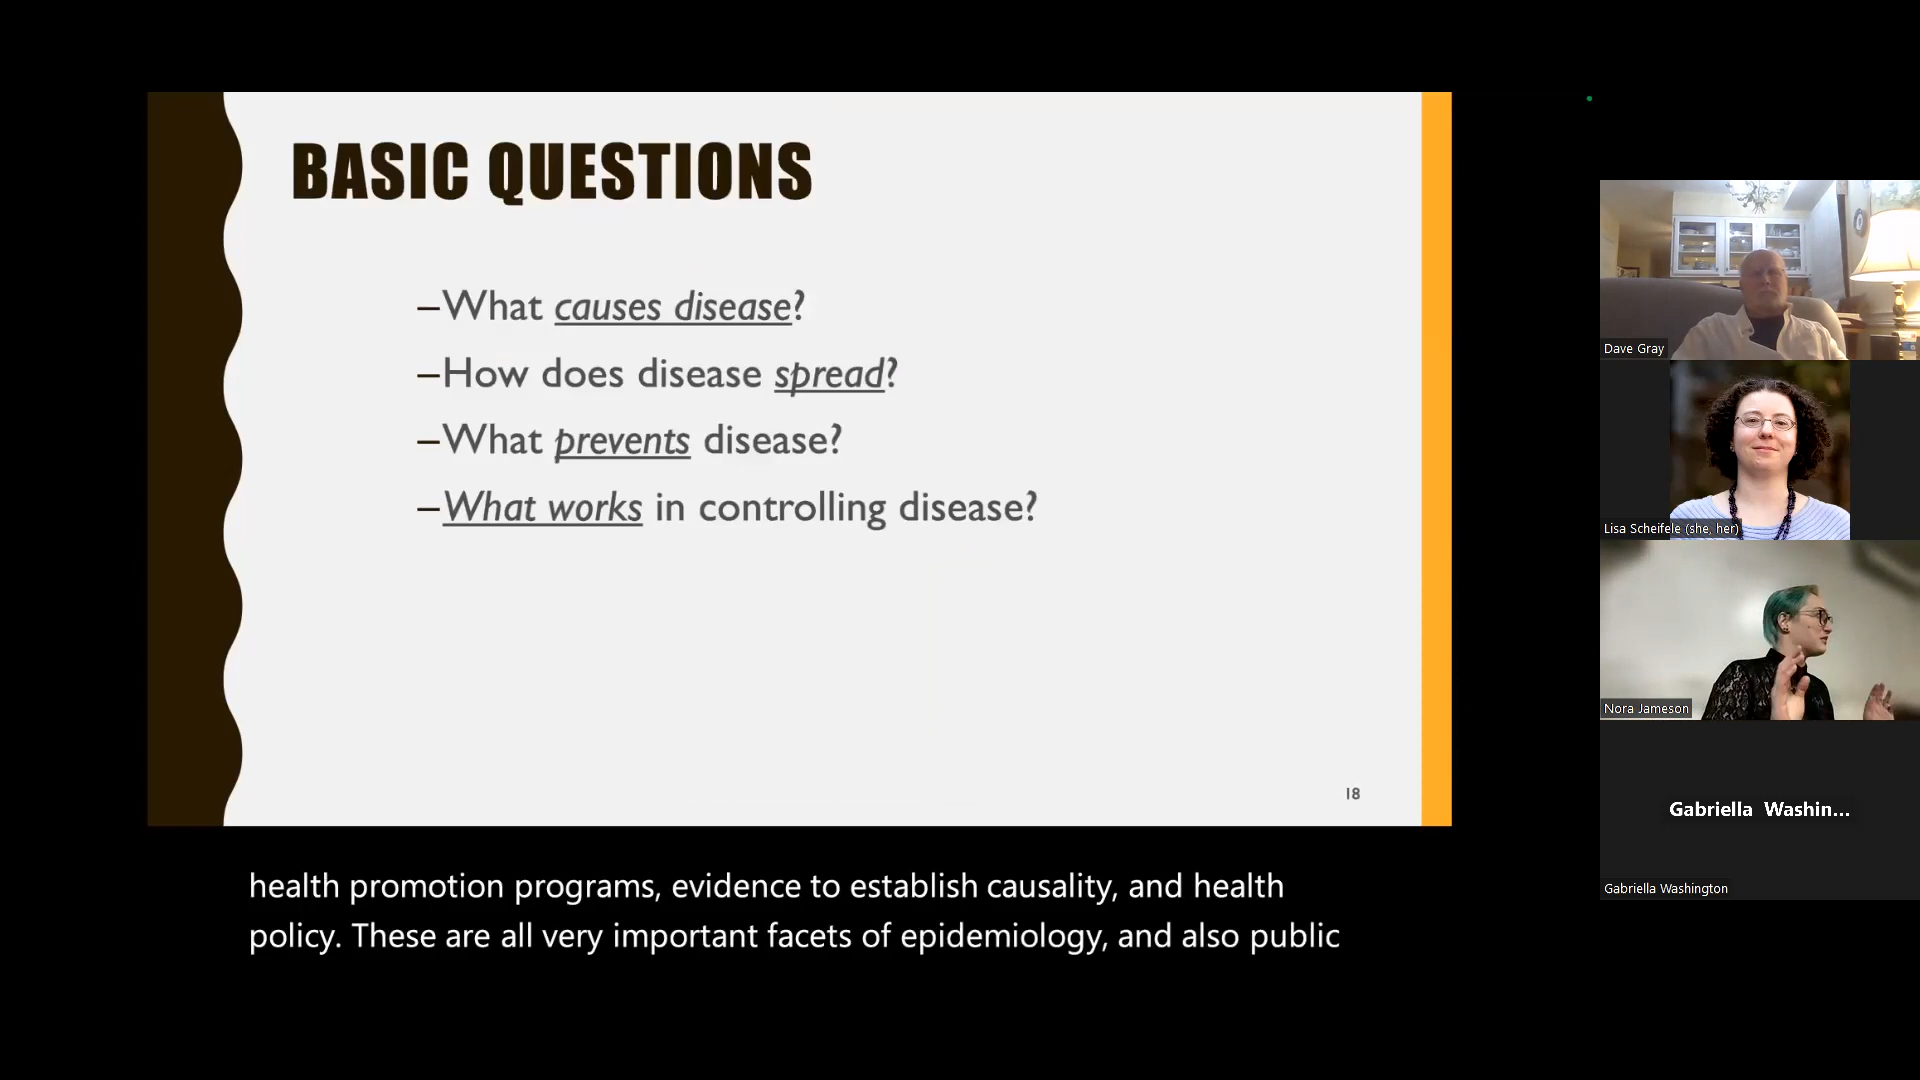 BASIC QUESTIONS
–What causes disease?
–How does disease spread?
–What prevents disease?
–What works in controlling disease?
18
health promotion programs, evidence to establish causality, and health
policy. These are all very important facets of epidemiology, and also public
Dave Gray
Lisa Scheifele (she, her)
Nora Jameson
Gabriella Washin...
Gabriella Washington